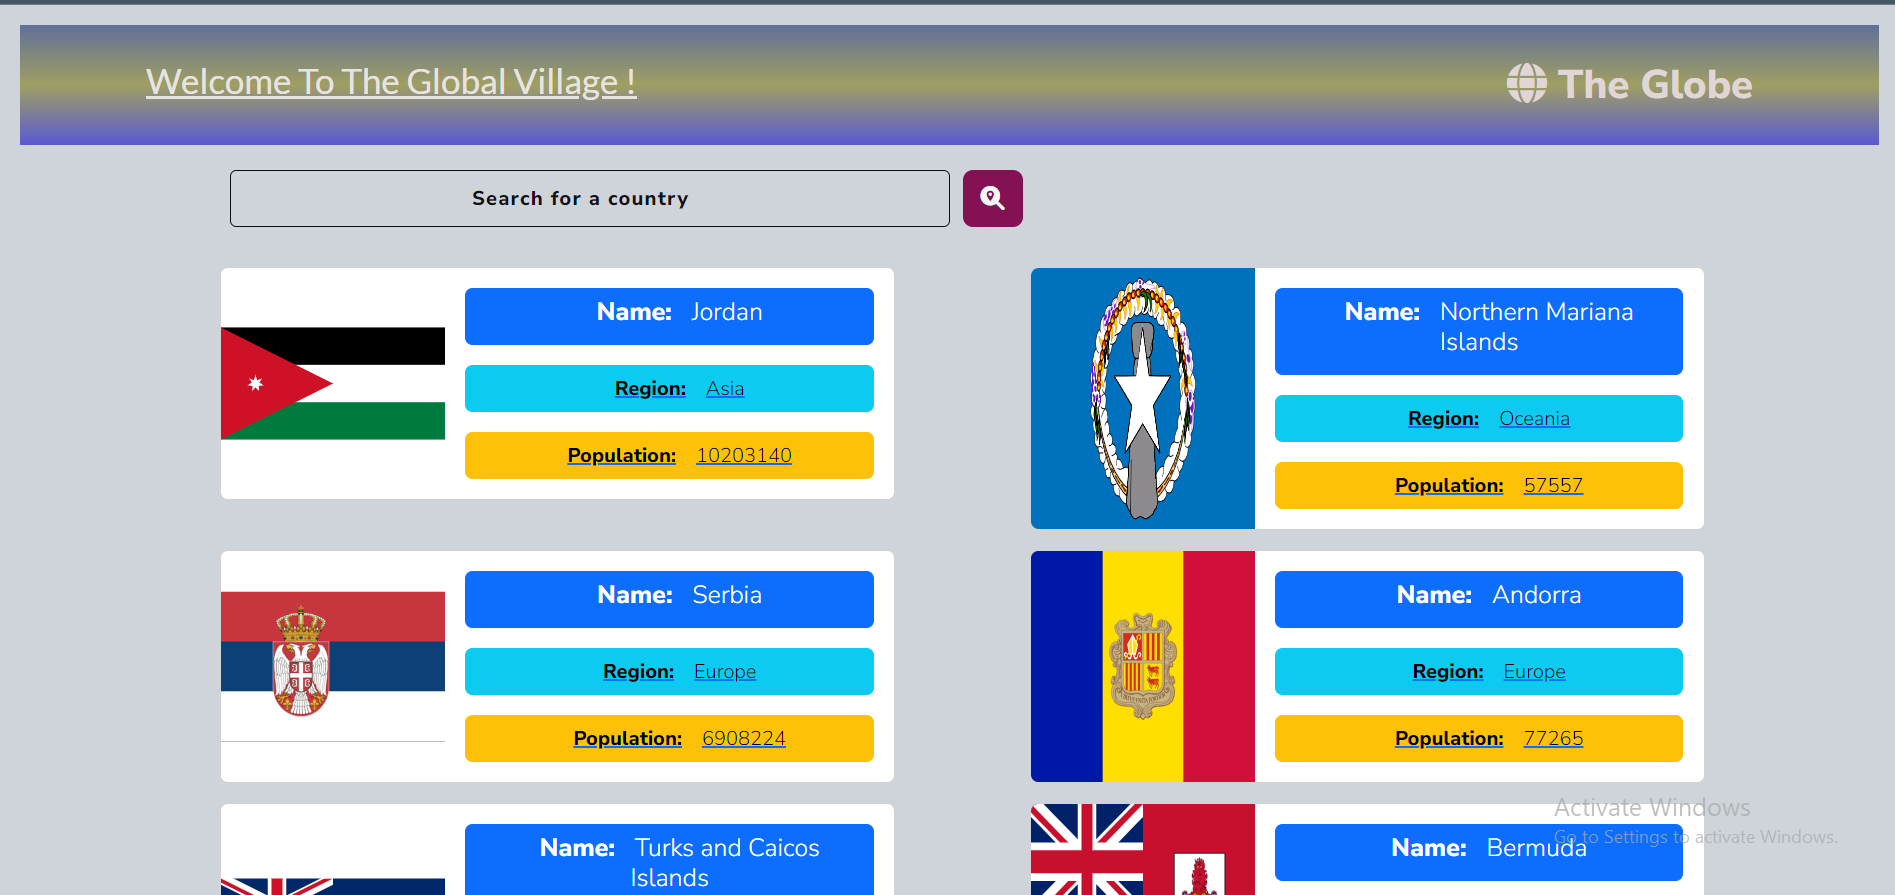 Welcome To The Global Village !
The Globe
Search for a country
Name: Jordan
Region: Asia
Population: 10203140
Name: Northern Mariana
Islands
Region: Oceania
Population: 57557
Name: Serbia
Region: Europe
Population: 6908224
Name: Andorra
Region: Europe
Population: 77265
Name: Turks and Caicos
Islands
Name: Bermuda
Activate Windows
Go to Settings to activate Windows.